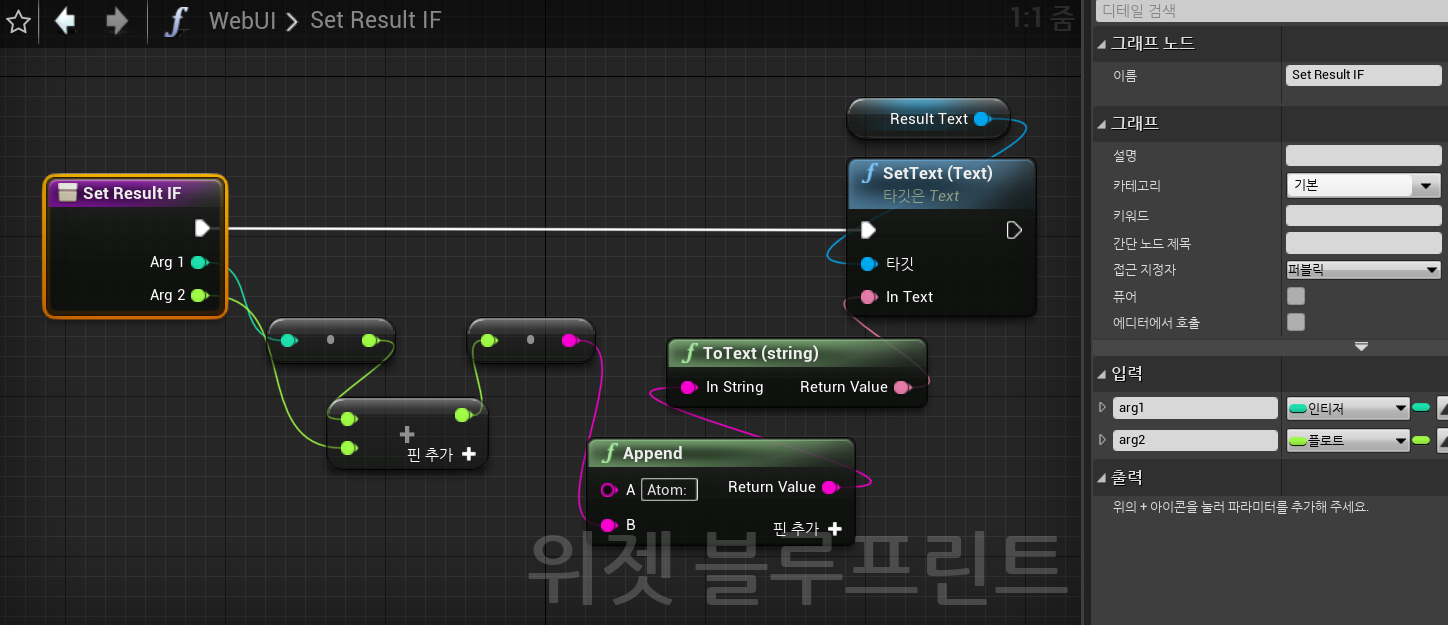 WebUI > Set Result IF
1:1 줌
Result Text
SetText (Text)
타깃은 Text
타깃
In Text
Set Result IF
Arg 1
Arg 2
핀 추가
ToText (string)
In String Return Value
Append
A Atom: Return Value
B
핀 추가
위젯 블루프린트
디테일 검색
그래프 노드
이름 Set Result IF
그래프
설명
카테고리 기본
키워드
간단 노드 제목
접근 지정자 퍼블릭
퓨어
에디터에서 호출
입력
arg1 인티저
arg2 플로트
출력
위의 + 아이콘을 눌러 파라미터를 추가해 주세요.